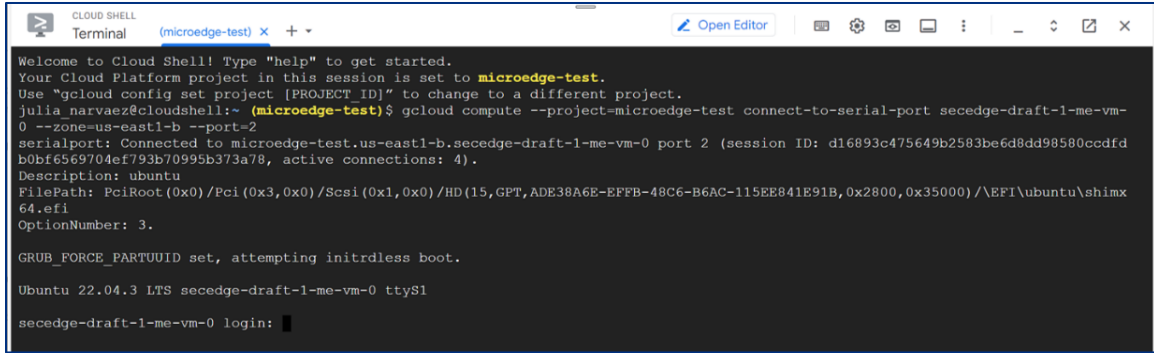 CLOUD SHELL
Terminal
(microedge-test)
Open Editor
Welcome to Cloud Shell! Type "help" to get started.
Your Cloud Platform project in this session is set to microedge-test.
Use “gcloud config set project [PROJECT_ID]” to change to a different project.
julia_narvaez@cloudshell:~ (microedge-test)$ gcloud compute --project=microedge-test connect-to-serial-port secedge-draft-1-me-vm-
0 --zone=us-east1-b --port=2
serialport: Connected to microedge-test.us-east1-b.secedge-draft-1-me-vm-0 port 2 (session ID: d16893c475649b2583be6d8dd98580ccdfd
b0bf6569704ef793b70995b373a78, active connections: 4).
Description: ubuntu
FilePath: PciRoot(0x0)/Pci(0x3,0x0)/Scsi(0x1,0x0)/HD(15,GPT,ADE38A6E-EFFB-48C6-B6AC-115EE841E91B,0x2800,0x35000)/\EFI\ubuntu\shimx
64.efi
OptionNumber: 3.
GRUB_FORCE_PARTUUID set, attempting initrdless boot.
Ubuntu 22.04.3 LTS secedge-draft-1-me-vm-0 ttyS1
secedge-draft-1-me-vm-0 login: